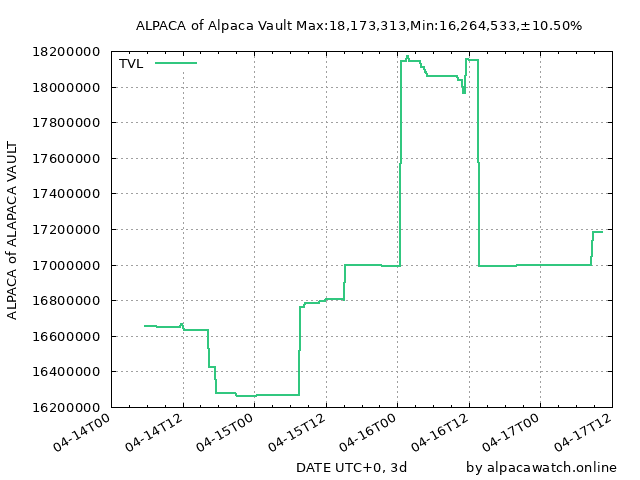 ALPACA of Alpaca Vault Max:18,173,313,Min:16,264,533,±10.50%
TVL
18200000
18000000
17800000
17600000
17400000
17200000
17000000
16800000
16600000
16400000
16200000
ALPACA of ALAPACA VAULT
04-14T00
04-14T12
04-15T00
04-15T12
04-16T00
04-16T12
04-17T00
04-17T12
DATE UTC+0, 3d
by alpacawatch.online